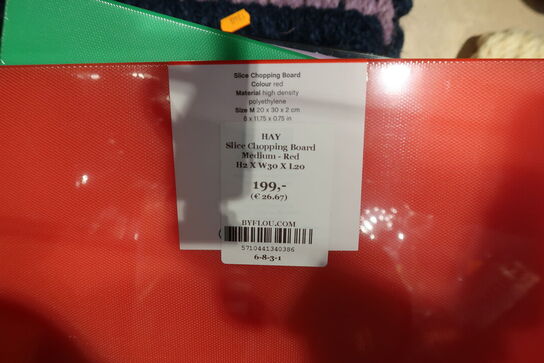 Slice Chopping Board
Colour red
Material high density
polyethylene
Size M 20 x 30 x 2 cm
8 x 11.75 x 0.75 in
HAY
Slice Chopping Board
Medium - Red
H2 X W30 X L20
199,-
(€ 26.67)
BYFLOU.COM
5710441340386
6-8-3-1